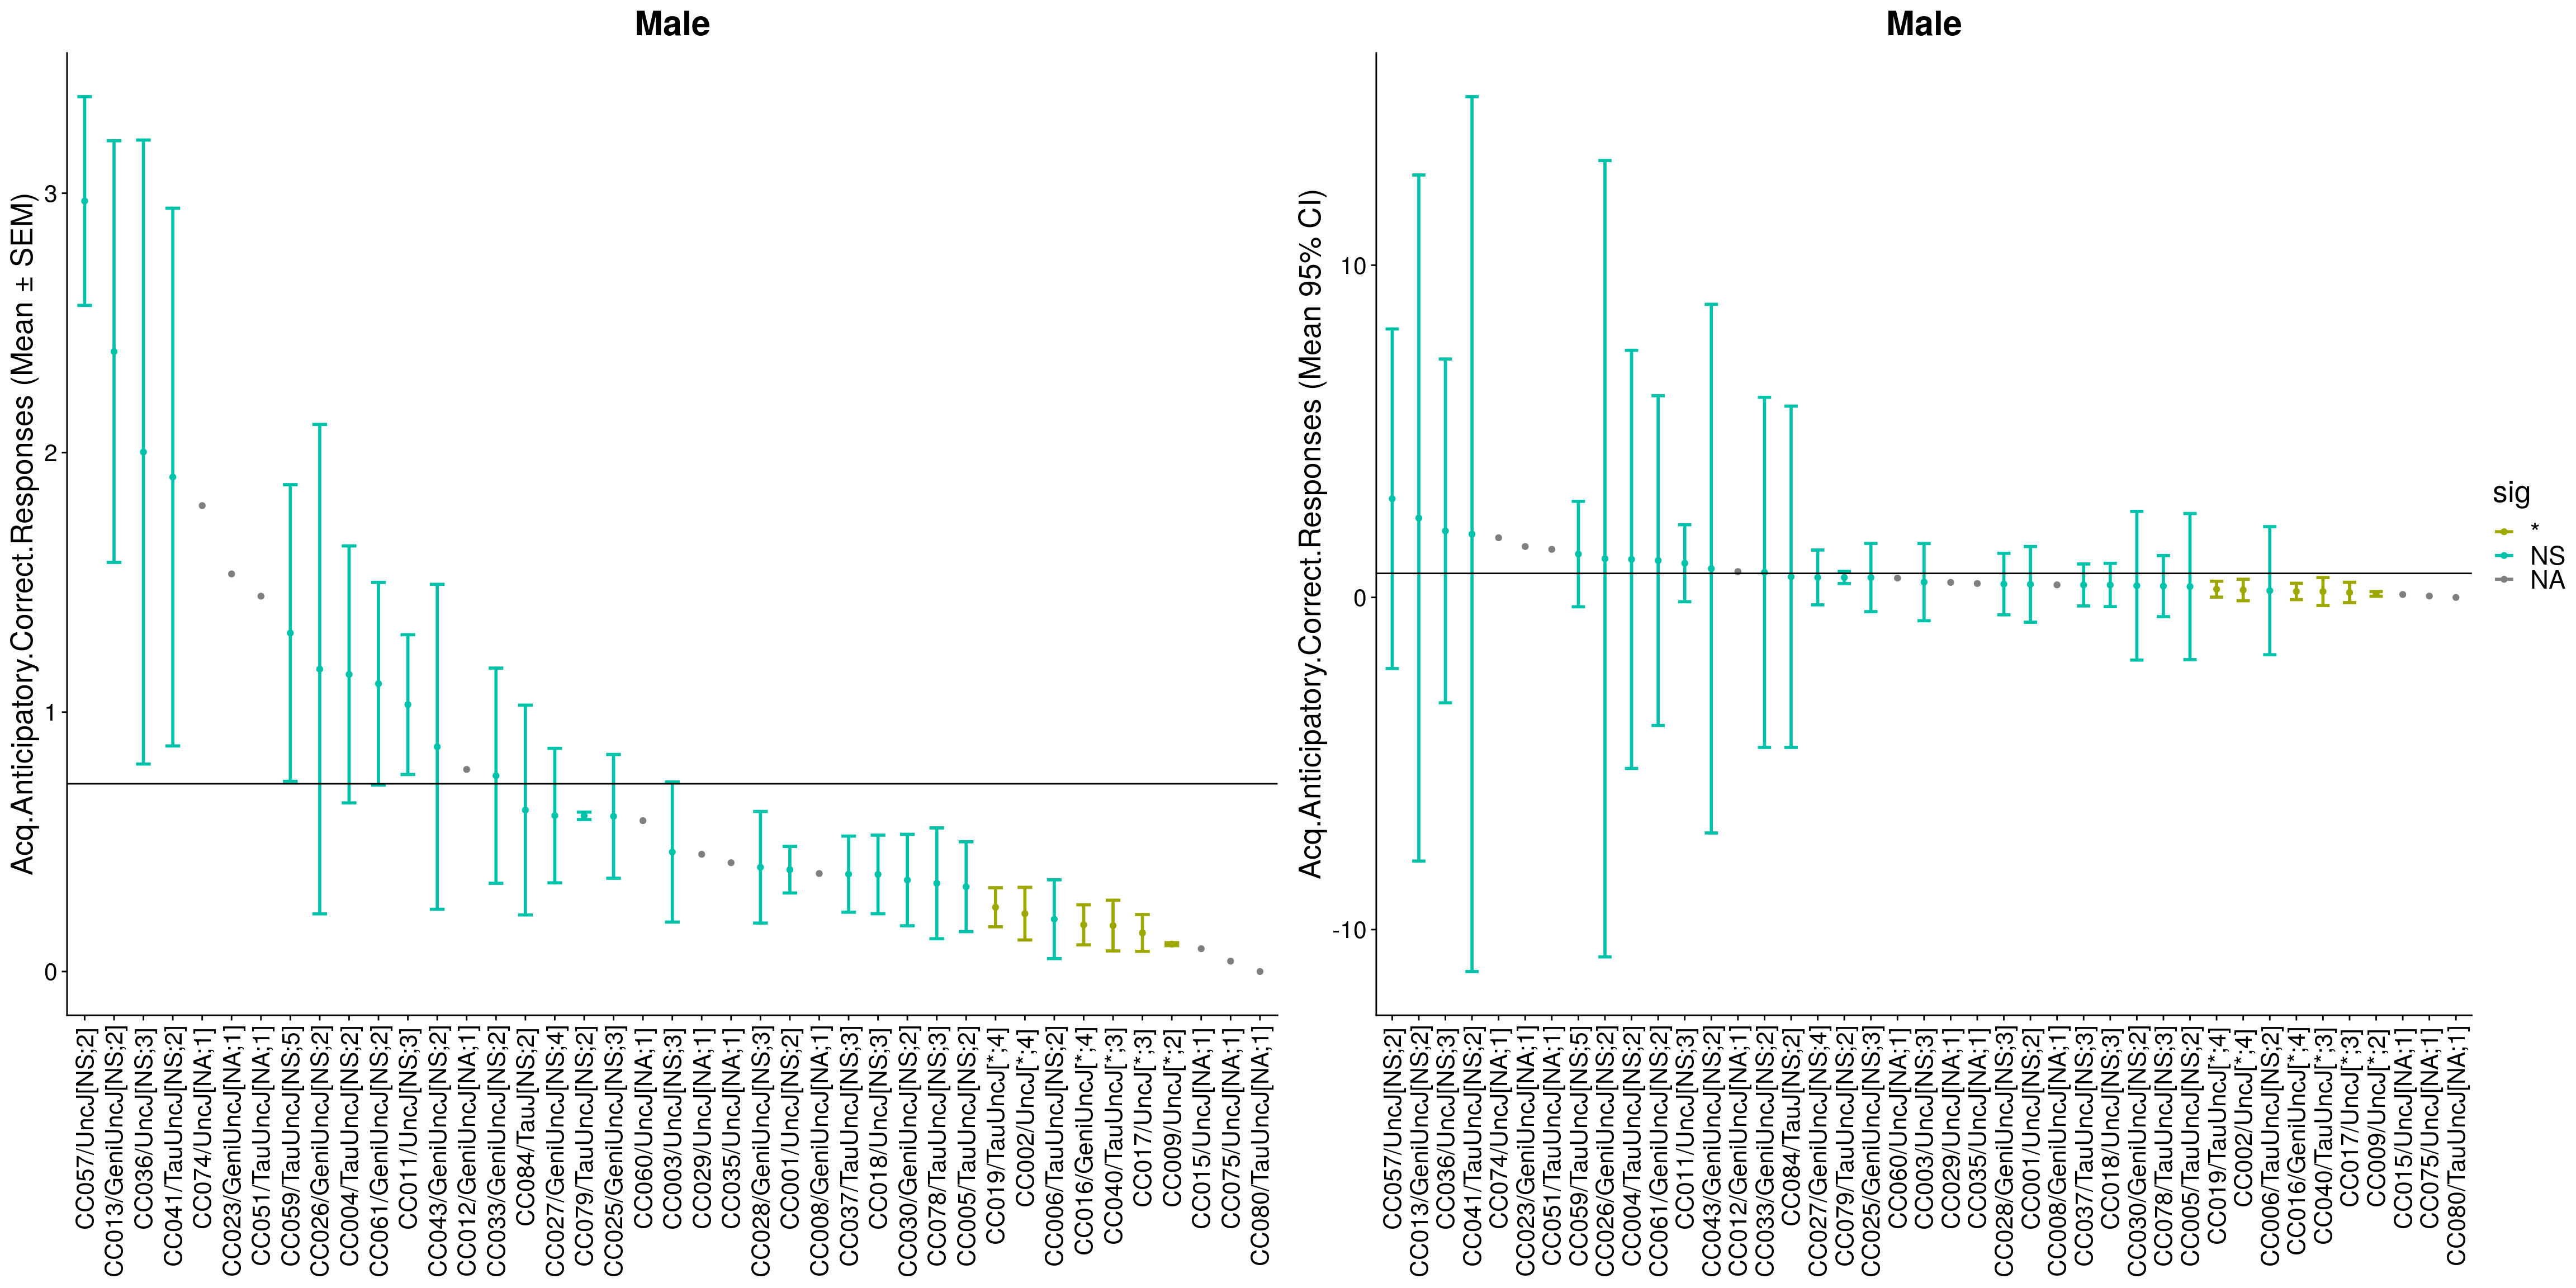 Male
Acq.Anticipatory.Correct.Responses (Mean ± SEM)
3
2
1
0
CC057/UncJ[NS;2]
CC013/GeniUncJ[NS;2]
CC036/UncJ[NS;3]
CC041/TauUncJ[NS;2]
CC074/UncJ[NA;1]
CC023/GeniUncJ[NA;1]
CC051/TauUncJ[NA;1]
CC059/TauUncJ[NS;5]
CC026/GeniUncJ[NS;2]
CC004/TauUncJ[NS;2]
CC061/GeniUncJ[NS;2]
CC011/UncJ[NS;3]
CC043/GeniUncJ[NS;2]
CC012/GeniUncJ[NA;1]
CC033/GeniUncJ[NS;2]
CC084/TauJ[NS;2]
CC027/GeniUncJ[NS;4]
CC079/TauUncJ[NS;2]
CC025/GeniUncJ[NS;3]
CC060/UncJ[NA;1]
CC003/UncJ[NS;3]
CC029/UncJ[NA;1]
CC035/UncJ[NA;1]
CC028/GeniUncJ[NS;3]
CC001/UncJ[NS;2]
CC008/GeniUncJ[NA;1]
CC037/TauUncJ[NS;3]
CC018/UncJ[NS;3]
CC030/GeniUncJ[NS;2]
CC078/TauUncJ[NS;3]
CC005/TauUncJ[NS;2]
CC019/TauUncJ[*;4]
CC002/UncJ[*;4]
CC006/TauUncJ[NS;2]
CC016/GeniUncJ[*;4]
CC040/TauUncJ[*;3]
CC017/UncJ[*;3]
CC009/UncJ[*;2]
CC015/UncJ[NA;1]
CC075/UncJ[NA;1]
CC080/TauUncJ[NA;1]
Male
Acq.Anticipatory.Correct.Responses (Mean 95% CI)
10
0
-10
CC057/UncJ[NS;2]
CC013/GeniUncJ[NS;2]
CC036/UncJ[NS;3]
CC041/TauUncJ[NS;2]
CC074/UncJ[NA;1]
CC023/GeniUncJ[NA;1]
CC051/TauUncJ[NA;1]
CC059/TauUncJ[NS;5]
CC026/GeniUncJ[NS;2]
CC004/TauUncJ[NS;2]
CC061/GeniUncJ[NS;2]
CC011/UncJ[NS;3]
CC043/GeniUncJ[NS;2]
CC012/GeniUncJ[NA;1]
CC033/GeniUncJ[NS;2]
CC084/TauJ[NS;2]
CC027/GeniUncJ[NS;4]
CC079/TauUncJ[NS;2]
CC025/GeniUncJ[NS;3]
CC060/UncJ[NA;1]
CC003/UncJ[NS;3]
CC029/UncJ[NA;1]
CC035/UncJ[NA;1]
CC028/GeniUncJ[NS;3]
CC001/UncJ[NS;2]
CC008/GeniUncJ[NA;1]
CC037/TauUncJ[NS;3]
CC018/UncJ[NS;3]
CC030/GeniUncJ[NS;2]
CC078/TauUncJ[NS;3]
CC005/TauUncJ[NS;2]
CC019/TauUncJ[*;4]
CC002/UncJ[*;4]
CC006/TauUncJ[NS;2]
CC016/GeniUncJ[*;4]
CC040/TauUncJ[*;3]
CC017/UncJ[*;3]
CC009/UncJ[*;2]
CC015/UncJ[NA;1]
CC075/UncJ[NA;1]
CC080/TauUncJ[NA;1]
sig
*
NS
NA